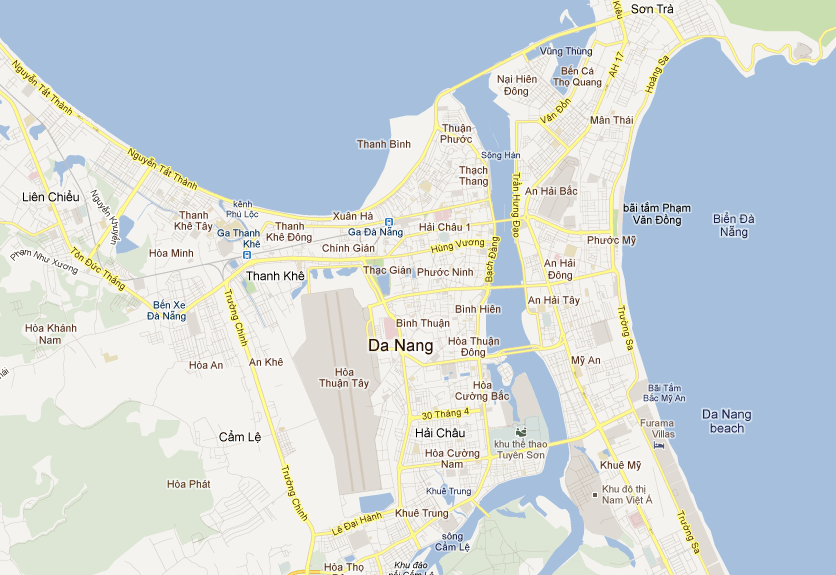 Sơn Trà
Kiều
Vũng Thùng
AH 17
Hoàng Sa
Nguyễn Tất Thành
Nại Hiên
Đông
Bến Cá
Thọ Quang
Vân Đồn
Mân Thái
Thuận
Phước
Thanh Bình
Nguyễn Tất Thành
Sông Hàn
Thạch
Thang
Trần Hưng Đạo
An Hải Bắc
Liên Chiểu
Nguyễn Khuyến
kênh
Phú Lộc
bãi tắm Phạm
Văn Đồng
Biển Đà
Nẵng
Thanh
Khê Tây
Xuân Hà
Thanh
Khê Đông
Ga Đà Nẵng
Hải Châu 1
Ga Thanh
Khê
Phước Mỹ
Phạm Như Xương
Tôn Đức Thắng
Hòa Minh
Chính Gián
Hùng Vương
Bạch Đằng
Thanh Khê
Thạc Gián
Phước Ninh
An Hải
Đông
Bến Xe
Đà Nẵng
Trường Chinh
Bình Hiên
An Hải Tây
Trường Sa
Hòa Khánh
Nam
Bình Thuận
Da Nang
Hòa Thuận
Đông
Hòa An
An Khê
Mỹ An
Hòa
Thuận Tây
Hòa
Cường Bắc
Bãi Tắm
Bắc Mỹ An
30 Tháng 4
Da Nang
beach
Cẩm Lệ
Hải Châu
Furama
Villas
khu thể thao
Tuyên Sơn
Hòa Cường
Nam
Khuê Mỹ
Hòa Phát
Trường Chinh
Khuê Trung
Khu đô thị
Nam Việt Á
Lê Đại Hành
Khuê Trung
Trường Sa
sông
Cẩm Lệ
Hòa Thọ
Khu đảo
nổi Cẩm Lệ